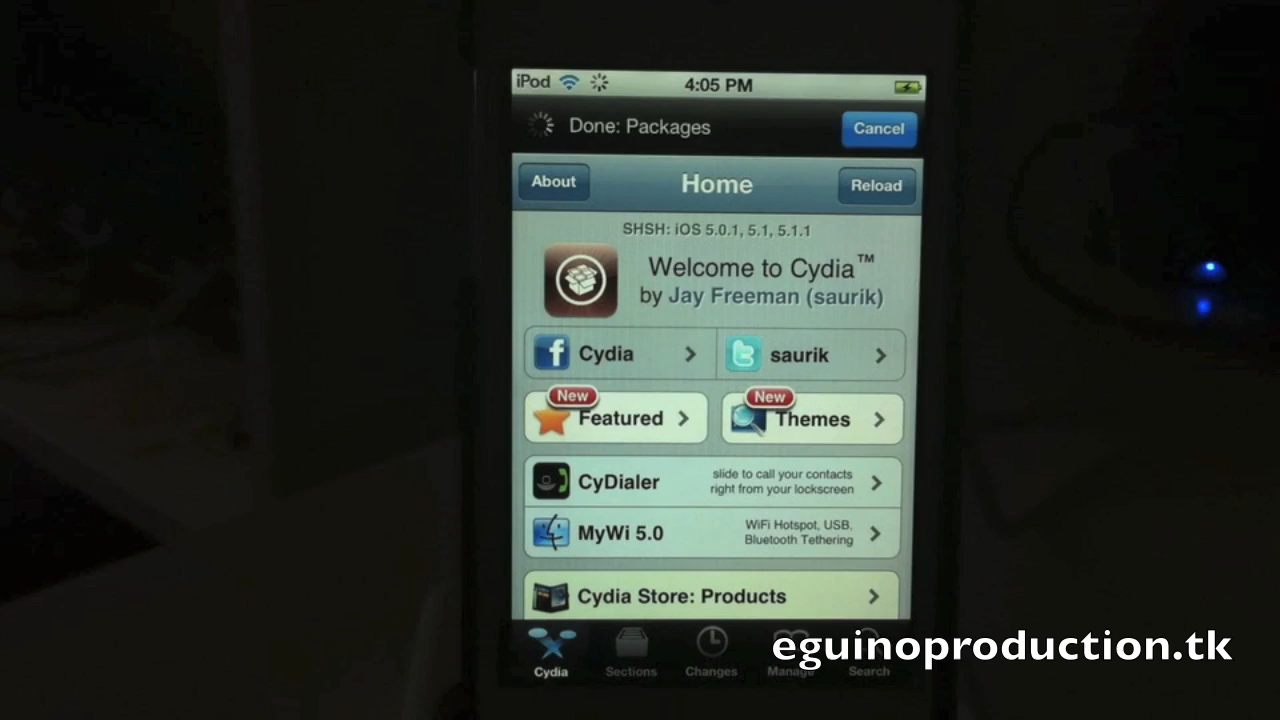 iPod 4:05 PM
Done: Packages Cancel
About Home Reload
SHSH: iOS 5.0.1, 5.1, 5.1.1
Welcome to Cydia™
by Jay Freeman (saurik)
Cydia saurik
New New
Featured Themes
CyDialer slide to call your contacts
right from your lockscreen
MyWi 5.0 WiFi Hotspot, USB,
Bluetooth Tethering
Cydia Store: Products
eguinoproduction.tk
Cydia Sections Changes Manage Search